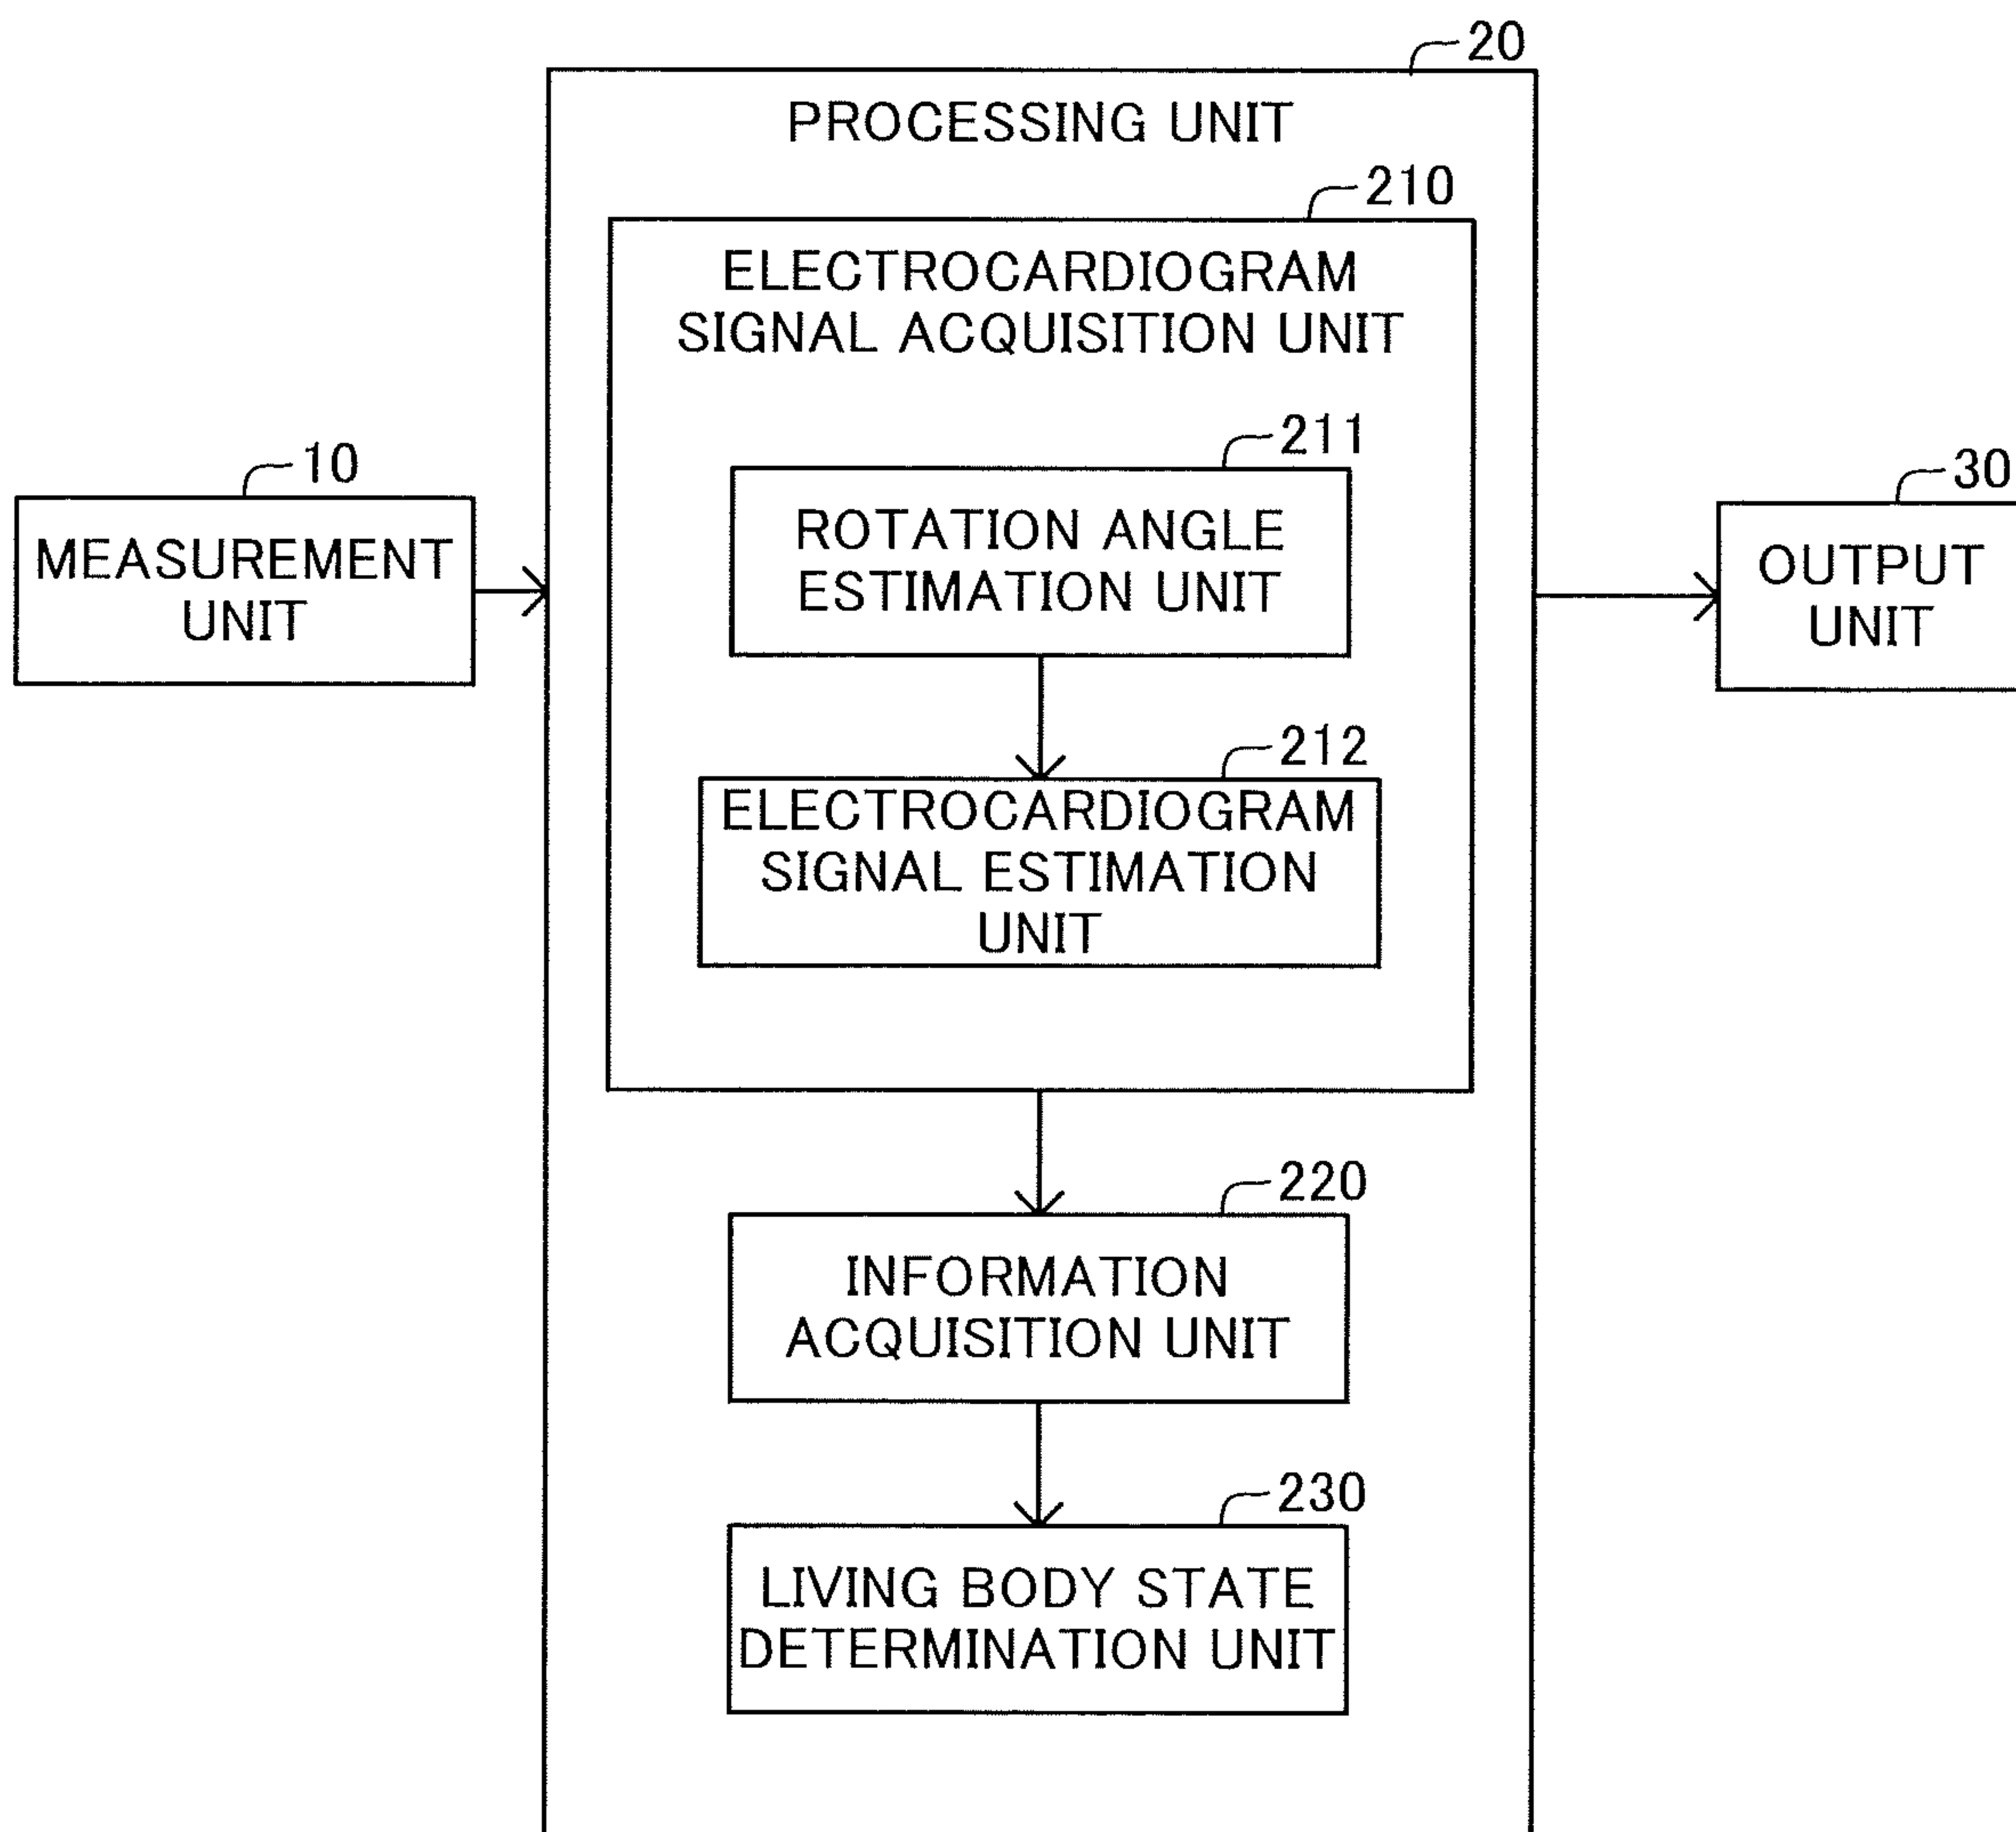 20
PROCESSING UNIT
210
ELECTROCARDIOGRAM
SIGNAL ACQUISITION UNIT
211
ROTATION ANGLE
ESTIMATION UNIT
10
MEASUREMENT
UNIT
30
OUTPUT
UNIT
212
ELECTROCARDIOGRAM
SIGNAL ESTIMATION
UNIT
220
INFORMATION
ACQUISITION UNIT
230
LIVING BODY STATE
DETERMINATION UNIT